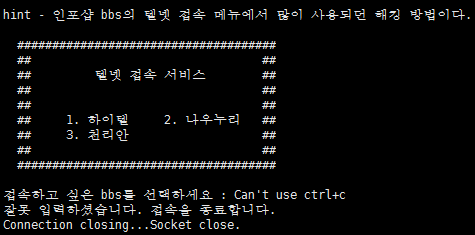 hint - 인포샵 bbs의 텔넷 접속 메뉴에서 많이 사용되던 해킹 방법이다.
####################################
## ##
## 텔넷 접속 서비스 ##
## ##
## ##
## 1. 하이텔 2. 나우누리 ##
## 3. 천리안 ##
## ##
####################################
접속하고 싶은 bbs를 선택하세요 : Can't use ctrl+c
잘못 입력하셨습니다. 접속을 종료합니다.
Connection closing...Socket close.